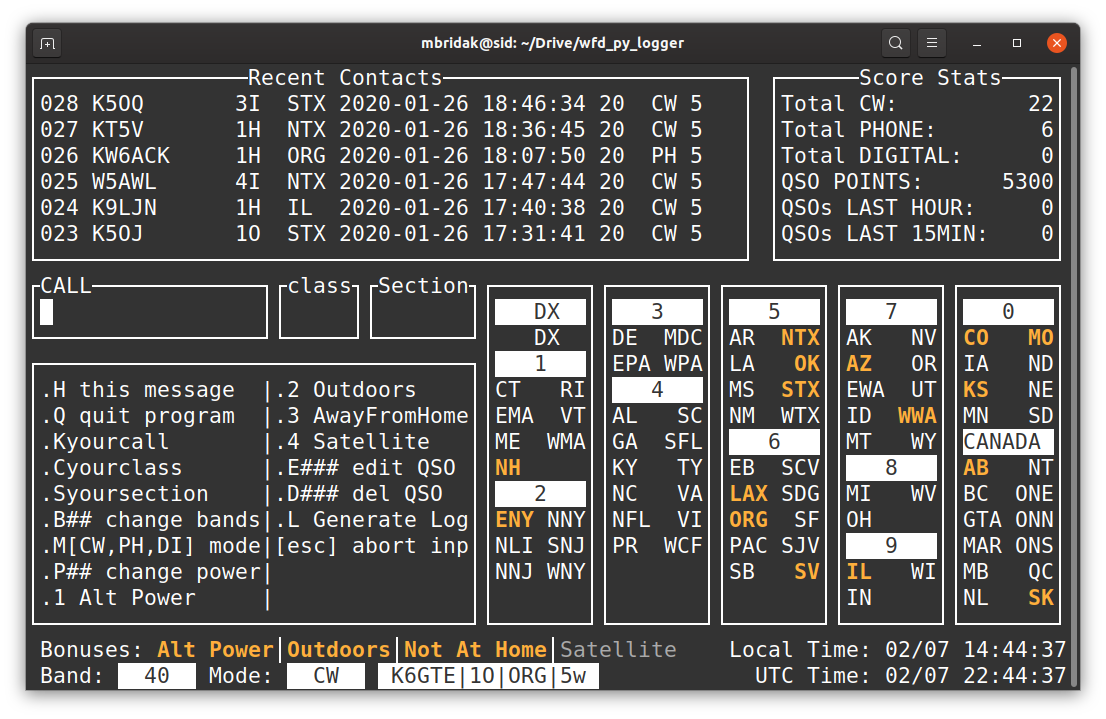 mbridak@sid: ~/Drive/wfd_py_logger
Recent Contacts
028 K5OQ 3I STX 2020-01-26 18:46:34 20 CW 5
027 KT5V 1H NTX 2020-01-26 18:36:45 20 CW 5
026 KW6ACK 1H ORG 2020-01-26 18:07:50 20 PH 5
025 W5AWL 4I NTX 2020-01-26 17:47:44 20 CW 5
024 K9LJN 1H IL 2020-01-26 17:40:38 20 CW 5
023 K5OJ 1O STX 2020-01-26 17:31:41 20 CW 5
Score Stats
Total CW: 22
Total PHONE: 6
Total DIGITAL: 0
QSO POINTS: 5300
QSOs LAST HOUR: 0
QSOs LAST 15MIN: 0
CALL
class
Section
.H this message |.2 Outdoors
.Q quit program |.3 AwayFromHome
.Kyourcall |.4 Satellite
.Cyourclass |.E### edit QSO
.Syoursection |.D### del QSO
.B## change bands|.L Generate Log
.M[CW,PH,DI] mode|[esc] abort inp
.P## change power|
.1 Alt Power |
DX
DX
1
CT RI
EMA VT
ME WMA
NH
2
ENY NNY
NLI SNJ
NNJ WNY
3
DE MDC
EPA WPA
4
AL SC
GA SFL
KY TY
NC VA
NFL VI
PR WCF
5
AR NTX
LA OK
MS STX
NM WTX
6
EB SCV
LAX SDG
ORG SF
PAC SJV
SB SV
7
AK NV
AZ OR
EWA UT
ID WWA
MT WY
8
MI WV
OH
9
IL WI
IN
0
CO MO
IA ND
KS NE
MN SD
CANADA
AB NT
BC ONE
GTA ONN
MAR ONS
MB QC
NL SK
Bonuses: Alt Power|Outdoors|Not At Home|Satellite
Local Time: 02/07 14:44:37
Band: 40 Mode: CW K6GTE|1O|ORG|5w
UTC Time: 02/07 22:44:37